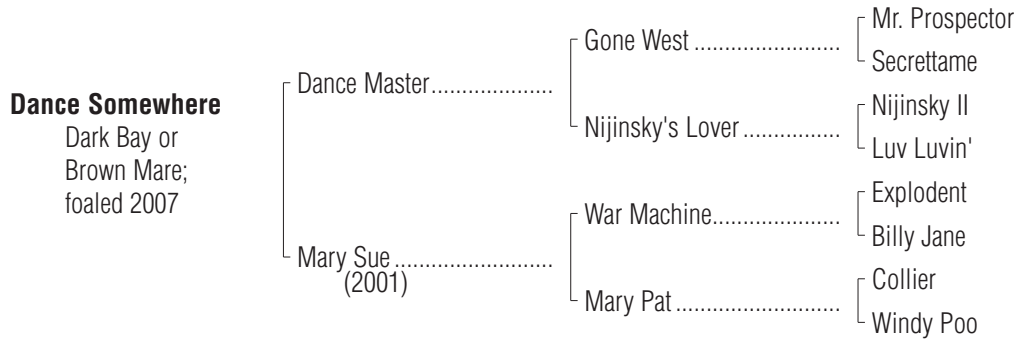 Dance Somewhere
Dark Bay or
Brown Mare;
foaled 2007
Dance Master..................
Mary Sue..........................
(2001)
Gone West........................
Nijinsky's Lover................
War Machine.....................
Mary Pat...........................
Mr. Prospector
Secrettame
Nijinsky II
Luv Luvin'
Explodent
Billy Jane
Collier
Windy Poo